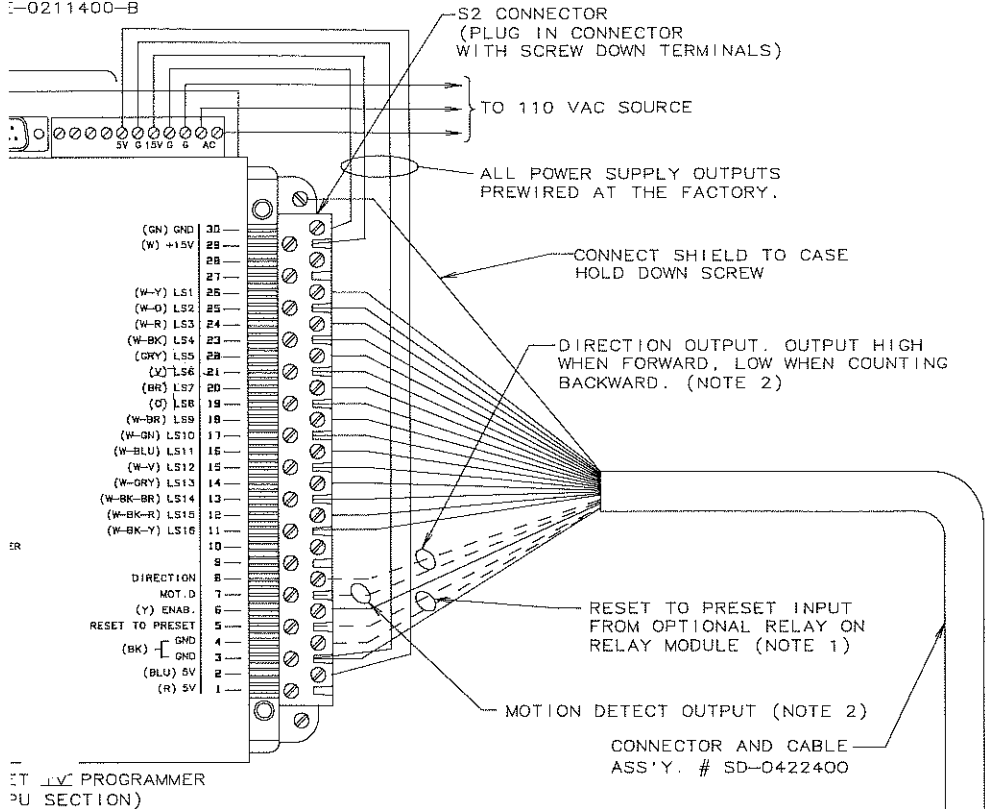 E-0211400-B
S2 CONNECTOR
(PLUG IN CONNECTOR
WITH SCREW DOWN TERMINALS)
TO 110 VAC SOURCE
5V G 15V G G AC
ALL POWER SUPPLY OUTPUTS
PREWIRED AT THE FACTORY.
(GN) GND 30
(W) +15V 29
28
27
(W-Y) LS1 26
(W-O) LS2 25
(W-R) LS3 24
(W-BK) LS4 23
(GRY) LS5 22
(V) LS6 21
(BR) LS7 20
(O) LS8 19
(W-BR) LS9 18
(W-GN) LS10 17
(W-BLU) LS11 16
(W-V) LS12 15
(W-GRY) LS13 14
(W-BK-BR) LS14 13
(W-BK-R) LS15 12
(W-BK-Y) LS16 11
10
9
DIRECTION 8
MOT.D 7
(Y) ENAB. 6
RESET TO PRESET 5
(BK) GND 4
GND 3
(BLU) 5V 2
(R) 5V 1
CONNECT SHIELD TO CASE
HOLD DOWN SCREW
DIRECTION OUTPUT. OUTPUT HIGH
WHEN FORWARD, LOW WHEN COUNTING
BACKWARD. (NOTE 2)
ER
RESET TO PRESET INPUT
FROM OPTIONAL RELAY ON
RELAY MODULE (NOTE 1)
MOTION DETECT OUTPUT (NOTE 2)
CONNECTOR AND CABLE
ASS'Y. # SD-0422400
ET IV PROGRAMMER
PU SECTION)